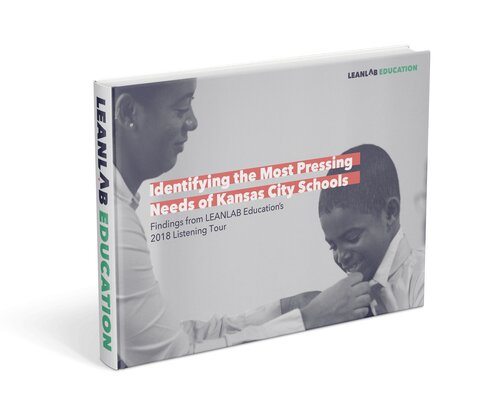 LEANLAB EDUCATION
LEANLAB EDUCATION
Identifying the Most Pressing
Needs of Kansas City Schools
Findings from LEANLAB Education's
2018 Listening Tour